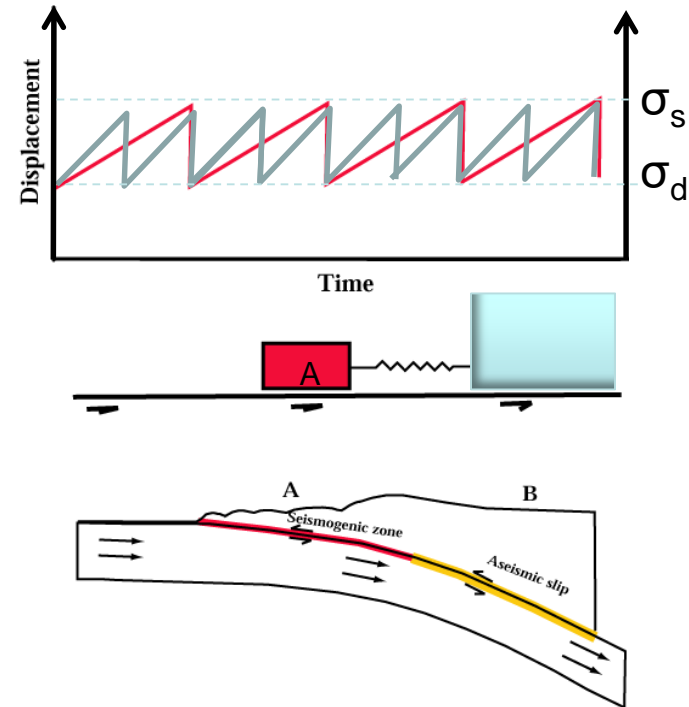 Displacement
σs
σd
Time
A
A
B
Seismogenic zone
Aseismic slip